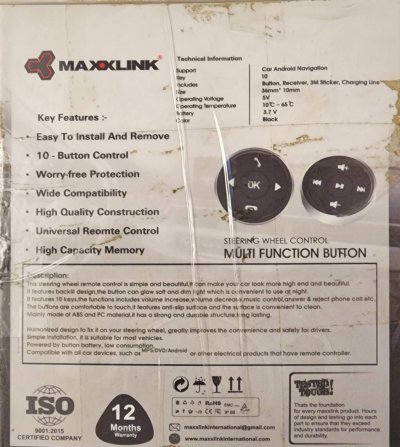 MAXXLINK
Technical Information
Support Car Android Navigation
Key 10
Includes Button, Receiver, 3M Sticker, Charging Line
Size 36mm* 10mm
Operating Voltage 5V
Operating Temperature 10°C - 65°C
Battery 3.7 V
Color Black
Key Features :-
Easy To Install And Remove
10 - Button Control
Worry-free Protection
Wide Compatibility
High Quality Construction
Universal Reomte Control
High Capacity Memory
OK
STEERING WHEEL CONTROL
MULTI FUNCTION BUTTON
Description:
This steering wheel remote control is simple and beautiful,it can make your car look more high end and beautiful.
It features backlit design,the button can glow soft and dim light which is convenient to use at night.
It features 10 keys,the functions includes volume increase,volume decrease,music control,answer & reject phone call etc.
The buttons are comfortable to touch,it features anti-slip surface and the surface is convenient to clean.
Mainly made of ABS and PC material,it has a strong and durable structure,long lasting.
Humanized design to fix it on your steering wheel, greatly improves the convenience and safety for drivers.
Simple installation, it is suitable for most vehicles.
Powered by button battery, low consumption.
Compatible with all car devices, such as MP5/DVD/Android or other electrical products that have remote controller.
ISO
9001:2015
CERTIFIED COMPANY
12
Months
Warranty
RoHS
maxxlinkinternational@gmail.com
www.maxxlinkinternational.com
TESTED
TOUGH
Thats the foundation
for every maxxlink product. Hours
of design and testing go into each
part to ensure that they exceed
industry standards for performance
and durability.